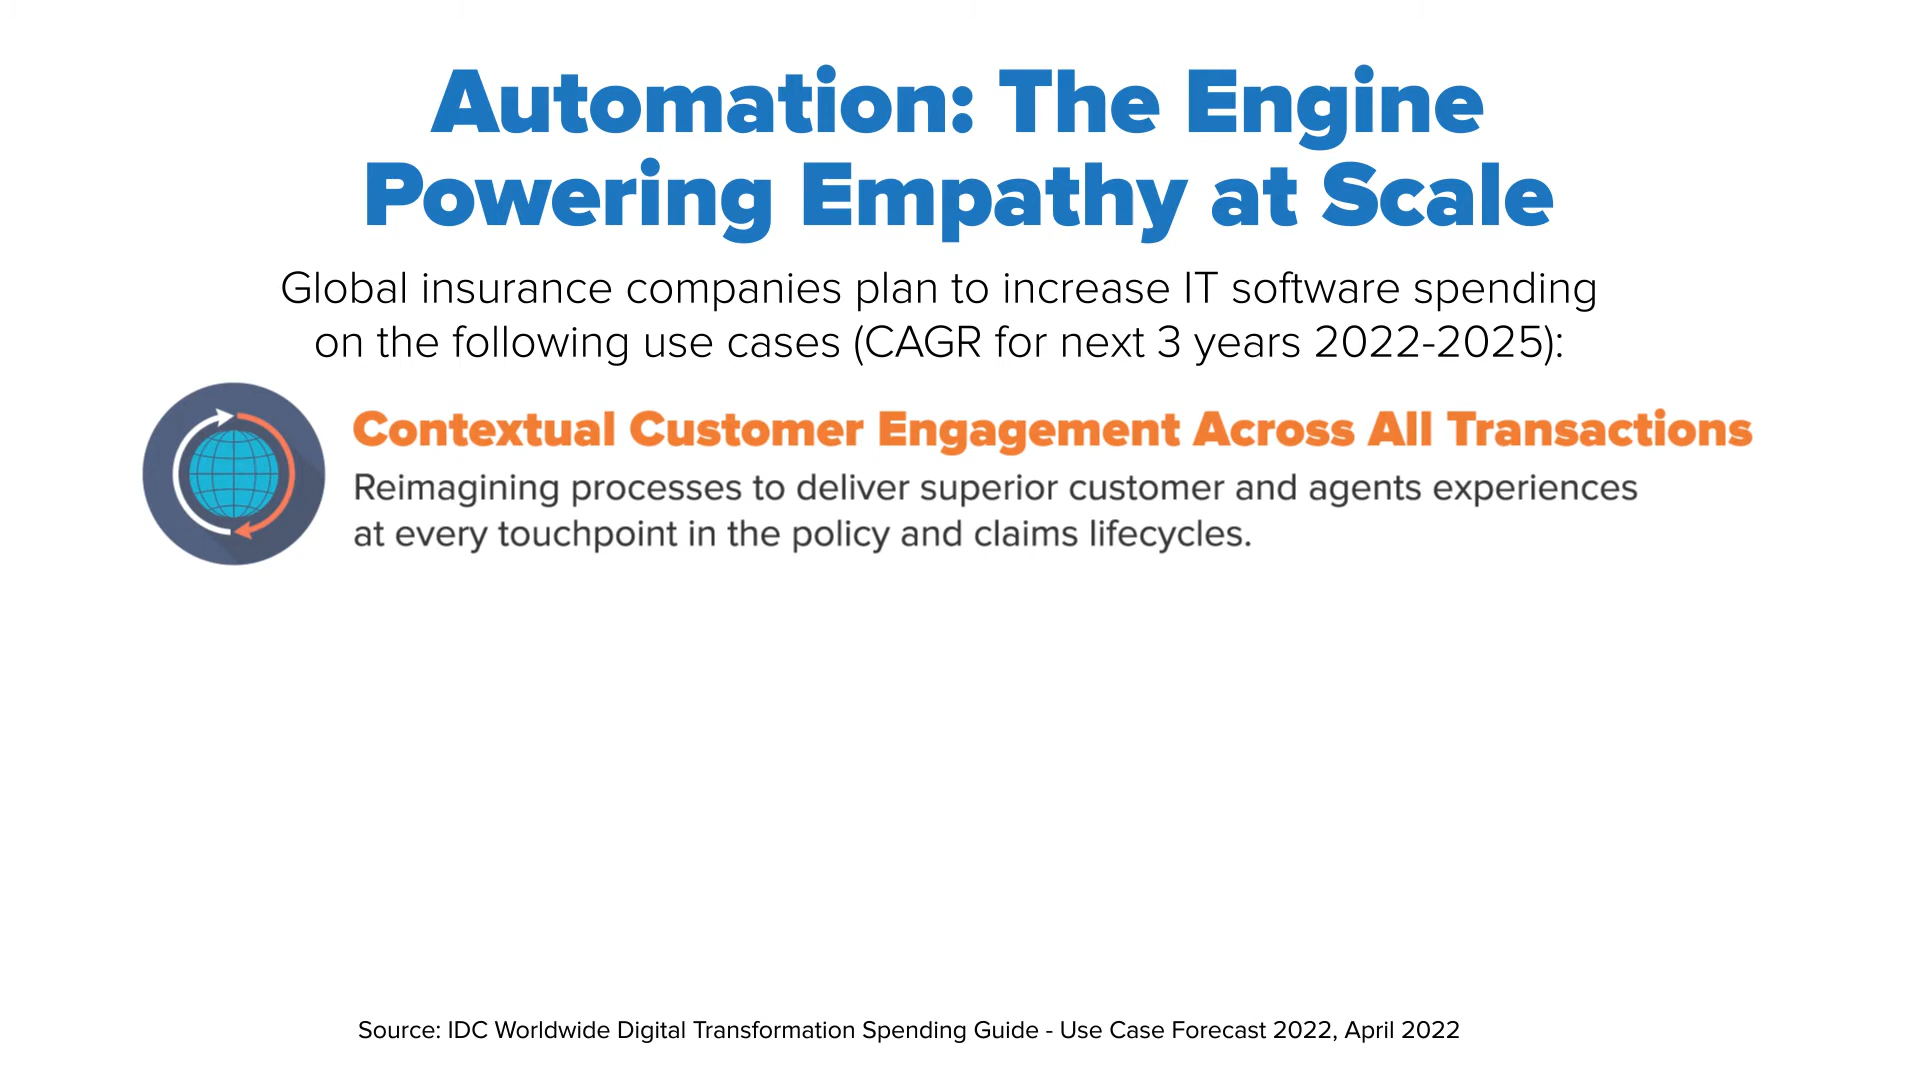 Automation: The Engine
Powering Empathy at Scale
Global insurance companies plan to increase IT software spending
on the following use cases (CAGR for next 3 years 2022-2025):
Contextual Customer Engagement Across All Transactions
Reimagining processes to deliver superior customer and agents experiences
at every touchpoint in the policy and claims lifecycles.
Source: IDC Worldwide Digital Transformation Spending Guide - Use Case Forecast 2022, April 2022